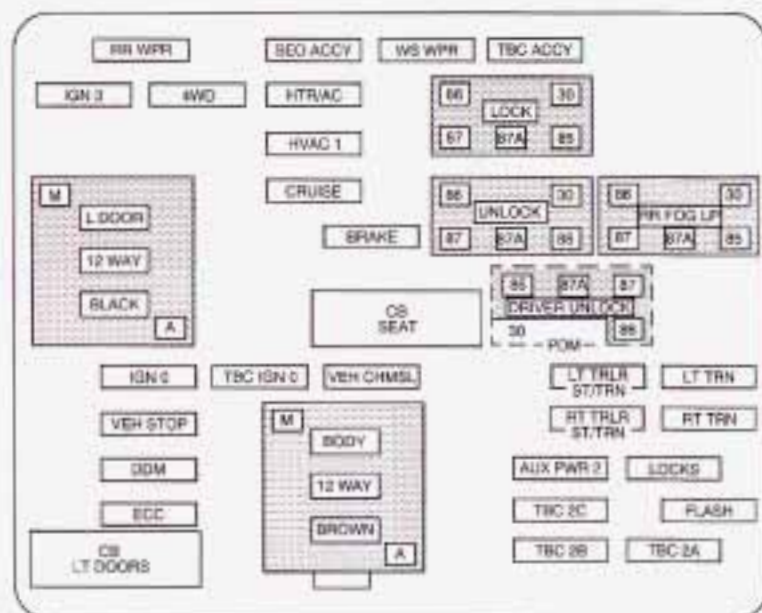 RR WPR
SEO ACCY
WS WPR
TBC ACCY
IGN 3
4WD
HTR/AC
86
30
LOCK
87
87A
85
HVAC 1
CRUISE
M
L DOOR
12 WAY
BLACK
A
86
30
UNLOCK
87
87A
86
86
30
RR FOG LP
87
87A
85
BRAKE
CB
SEAT
85
87A
87
DRIVER UNLOCK
30
86
PDM
IGN 0
TBC IGN 0
VEH CHMSL
LT TRLR
ST/TRN
LT TRN
VEH STOP
RT TRLR
ST/TRN
RT TRN
M
BODY
12 WAY
BROWN
A
DDM
AUX PWR 2
LOCKS
ECC
TBC 2C
FLASH
CB
LT DOORS
TBC 2B
TBC 2A